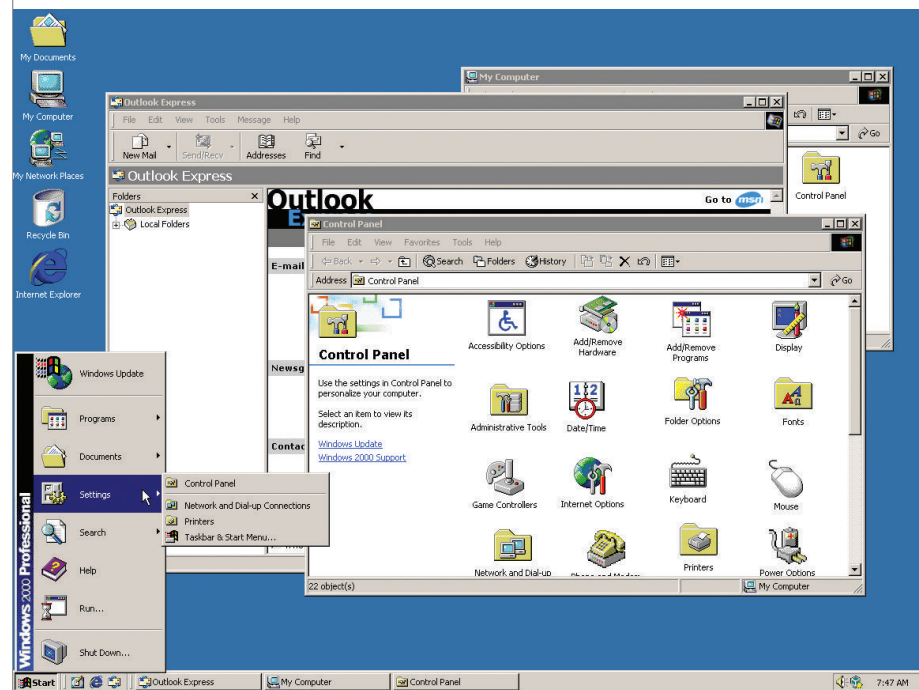 My Documents
My Computer
My Network Places
Recycle Bin
Internet Explorer
My Computer
Go
Control Panel
Outlook Express
File Edit View Tools Message Help
New Mail Send/Recv Addresses Find
Outlook Express
Folders
Outlook Express
Local Folders
Outlook
Go to msn
E-mail
Newsg
Contac
Control Panel
File Edit View Favorites Tools Help
Back Search Folders History
Address Control Panel Go
Control Panel
Use the settings in Control Panel to
personalize your computer.
Select an item to view its
description.
Windows Update
Windows 2000 Support
Accessibility Options
Add/Remove
Hardware
Add/Remove
Programs
Display
Administrative Tools
Date/Time
Folder Options
Fonts
Game Controllers
Internet Options
Keyboard
Mouse
Network and Dial-up
Printers
Power Options
22 object(s)
My Computer
Windows 2000 Professional
Windows Update
Programs
Documents
Settings
Search
Help
Run...
Shut Down...
Control Panel
Network and Dial-up Connections
Printers
Taskbar & Start Menu...
Start
Outlook Express
My Computer
Control Panel
7:47 AM